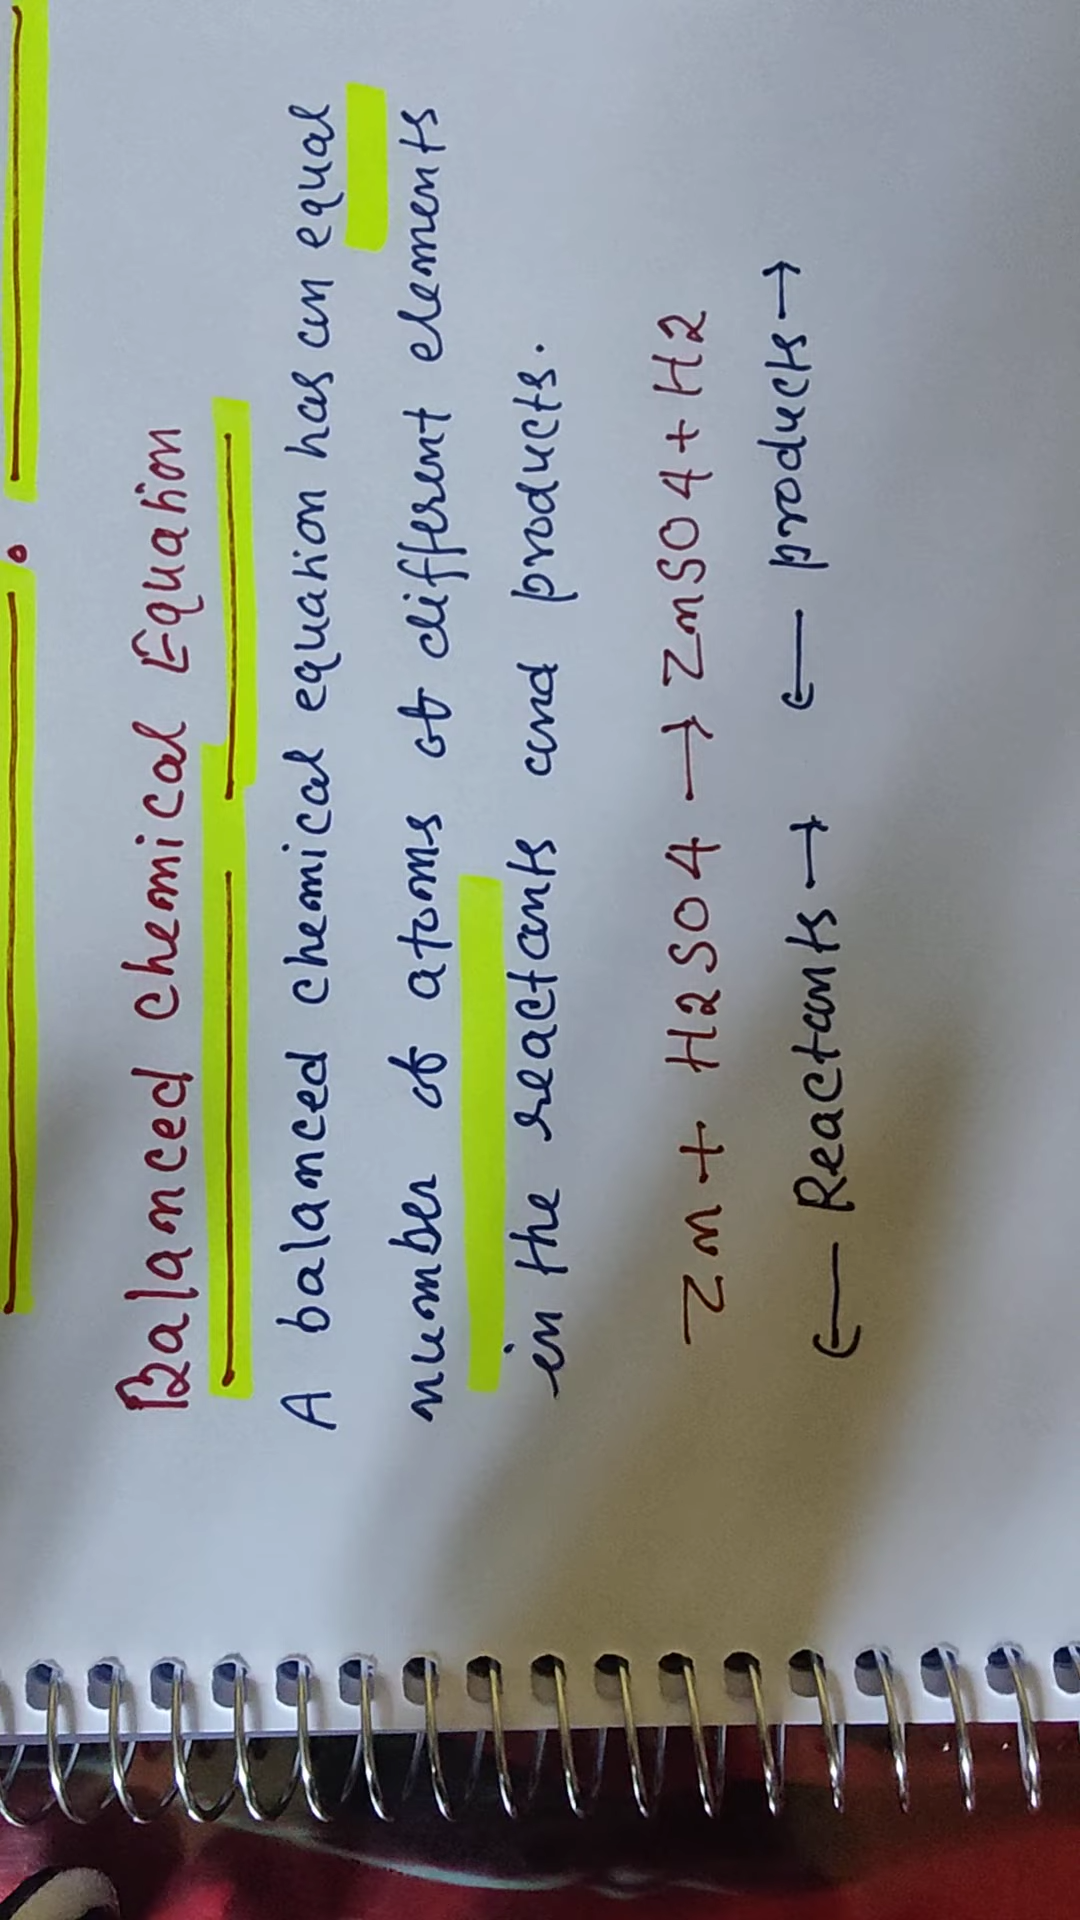 Balanced chemical Equation
A balanced chemical equation has an equal
number of atoms of different elements
in the reactants and products.
Zn + H2SO4 → ZnSO4 + H2
← Reactants → ← products →